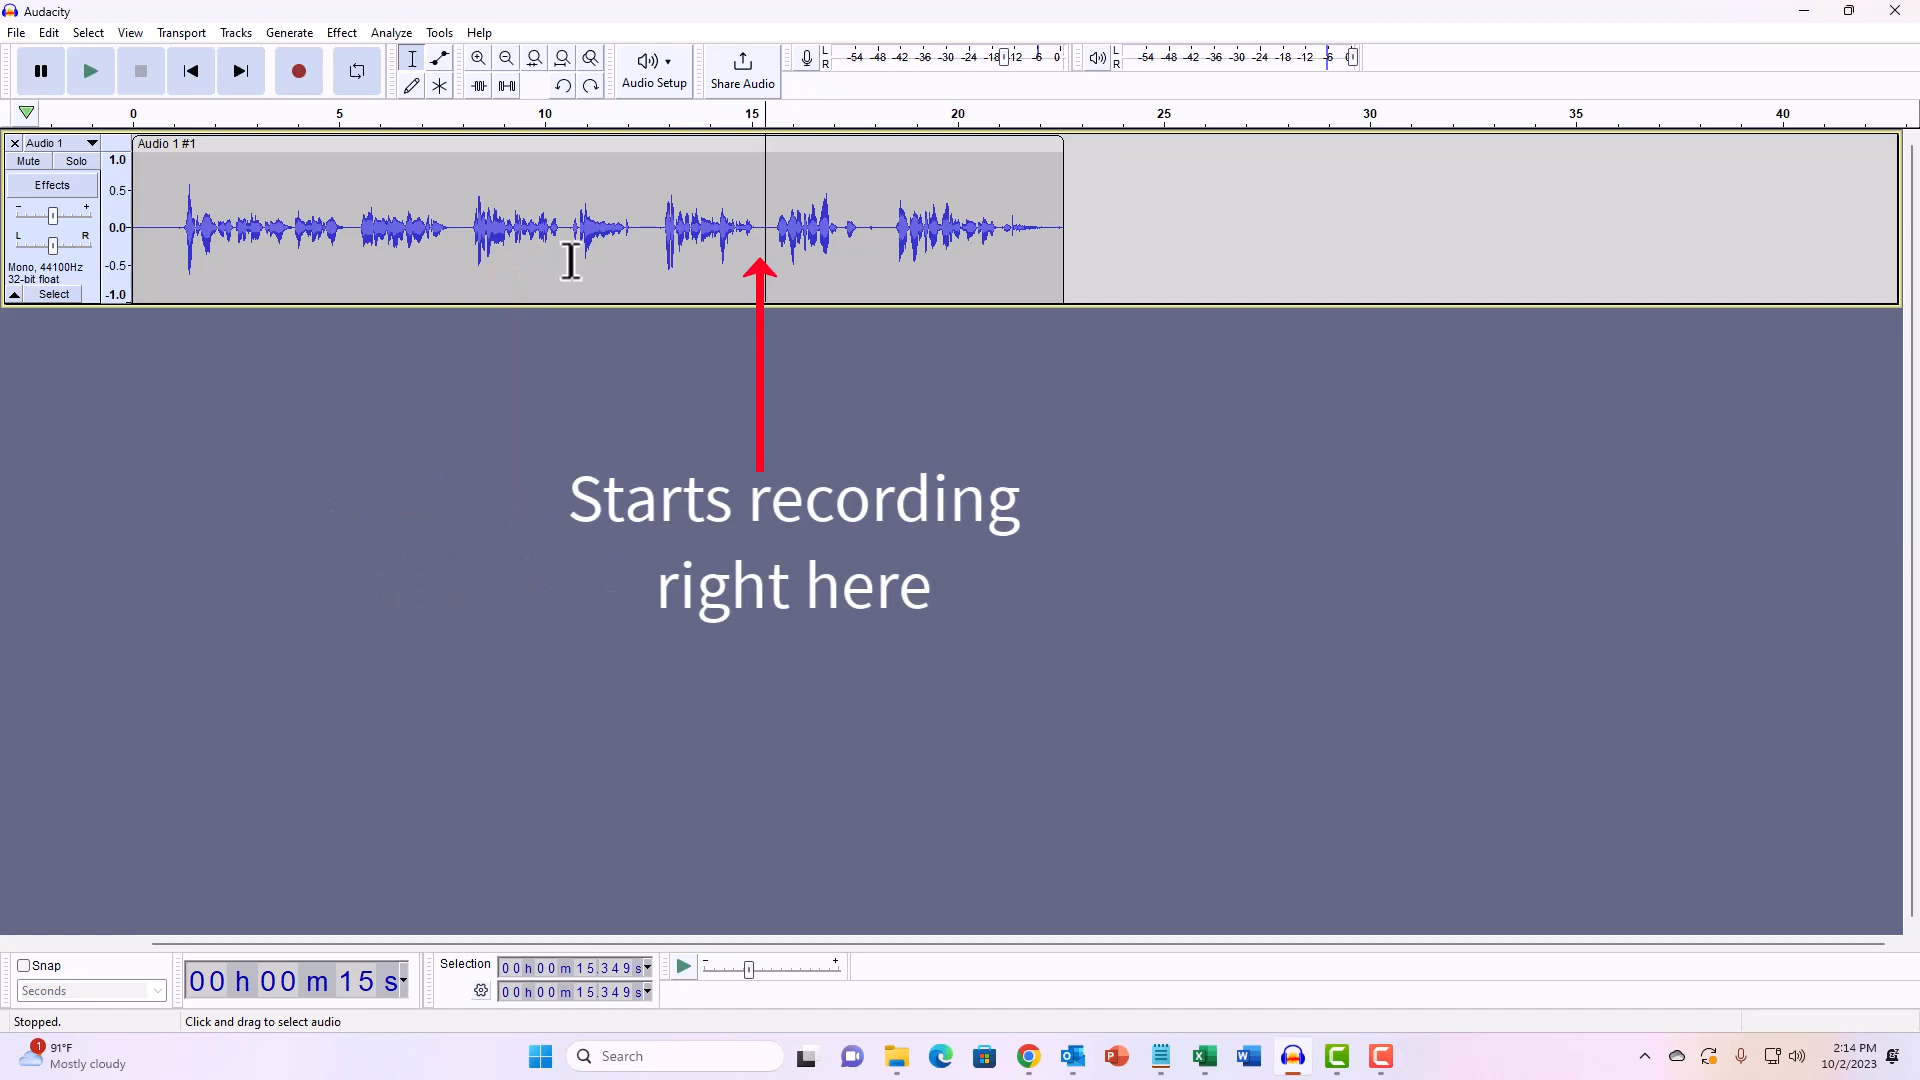 Audacity
File Edit Select View Transport Tracks Generate Effect Analyze Tools Help
Audio Setup
Share Audio
L
R
-54 -48 -42 -36 -30 -24 -18 -12 -6 0
L
R
-54 -48 -42 -36 -30 -24 -18 -12 -6 0
0 5 10 15 20 25 30 35 40
Audio 1
Audio 1 #1
Mute Solo
Effects
- +
L R
Mono, 44100Hz
32-bit float
Select
1.0
0.5
0.0
-0.5
-1.0
Starts recording
right here
Snap
Seconds
00 h 00 m 15 s
Selection
00 h 00 m 15.349 s
00 h 00 m 15.349 s
- +
Stopped.
Click and drag to select audio
1
91°F
Mostly cloudy
Search
2:14 PM
10/2/2023